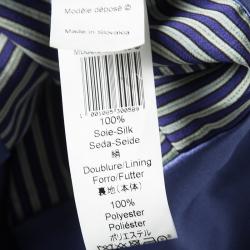 Modèle déposé ©
Made in Slovakia
100%
Soie-Silk
Seda-Seide
絹
Doublure/Lining
Forro/Futter
裏地(本体)
100%
Polyester
Poliéster
ポリエステル